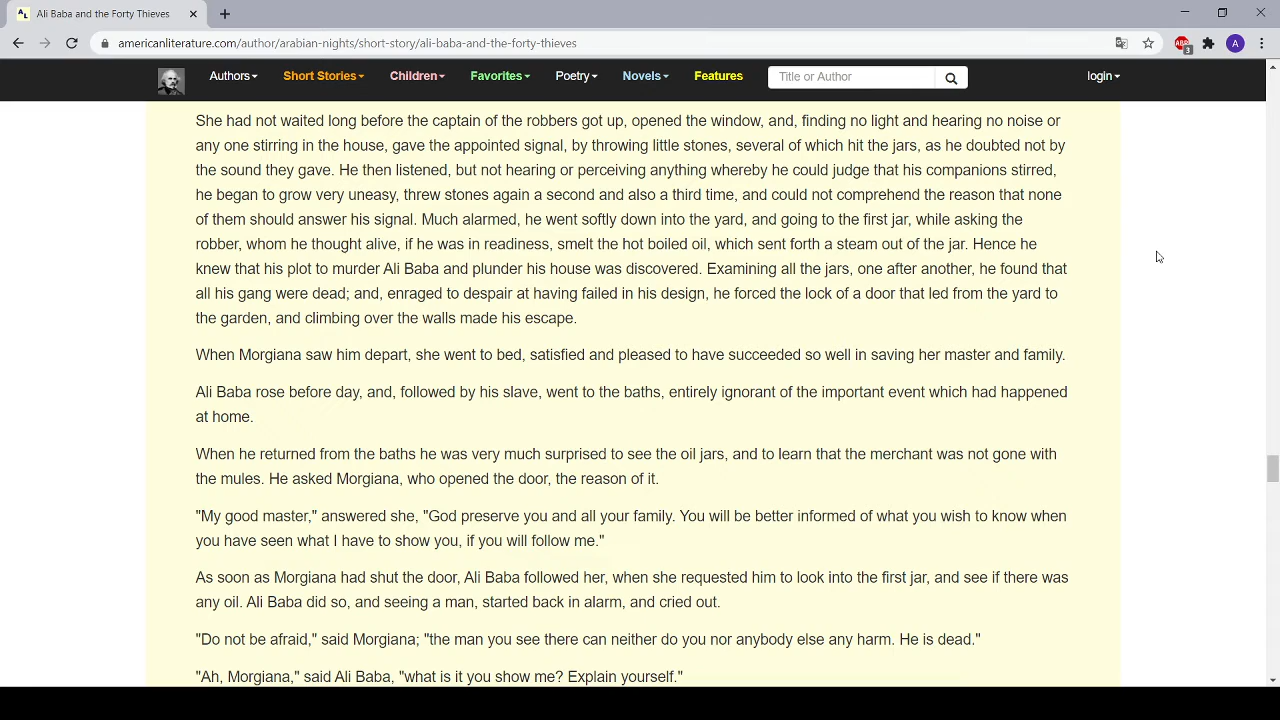 Ali Baba and the Forty Thieves
americanliterature.com/author/arabian-nights/short-story/ali-baba-and-the-forty-thieves
ABP
3
A
Authors
Short Stories
Children
Favorites
Poetry
Novels
Features
Title or Author
login
She had not waited long before the captain of the robbers got up, opened the window, and, finding no light and hearing no noise or
any one stirring in the house, gave the appointed signal, by throwing little stones, several of which hit the jars, as he doubted not by
the sound they gave. He then listened, but not hearing or perceiving anything whereby he could judge that his companions stirred,
he began to grow very uneasy, threw stones again a second and also a third time, and could not comprehend the reason that none
of them should answer his signal. Much alarmed, he went softly down into the yard, and going to the first jar, while asking the
robber, whom he thought alive, if he was in readiness, smelt the hot boiled oil, which sent forth a steam out of the jar. Hence he
knew that his plot to murder Ali Baba and plunder his house was discovered. Examining all the jars, one after another, he found that
all his gang were dead; and, enraged to despair at having failed in his design, he forced the lock of a door that led from the yard to
the garden, and climbing over the walls made his escape.
When Morgiana saw him depart, she went to bed, satisfied and pleased to have succeeded so well in saving her master and family.
Ali Baba rose before day, and, followed by his slave, went to the baths, entirely ignorant of the important event which had happened
at home.
When he returned from the baths he was very much surprised to see the oil jars, and to learn that the merchant was not gone with
the mules. He asked Morgiana, who opened the door, the reason of it.
"My good master," answered she, "God preserve you and all your family. You will be better informed of what you wish to know when
you have seen what I have to show you, if you will follow me."
As soon as Morgiana had shut the door, Ali Baba followed her, when she requested him to look into the first jar, and see if there was
any oil. Ali Baba did so, and seeing a man, started back in alarm, and cried out.
"Do not be afraid," said Morgiana; "the man you see there can neither do you nor anybody else any harm. He is dead."
"Ah, Morgiana," said Ali Baba, "what is it you show me? Explain yourself."